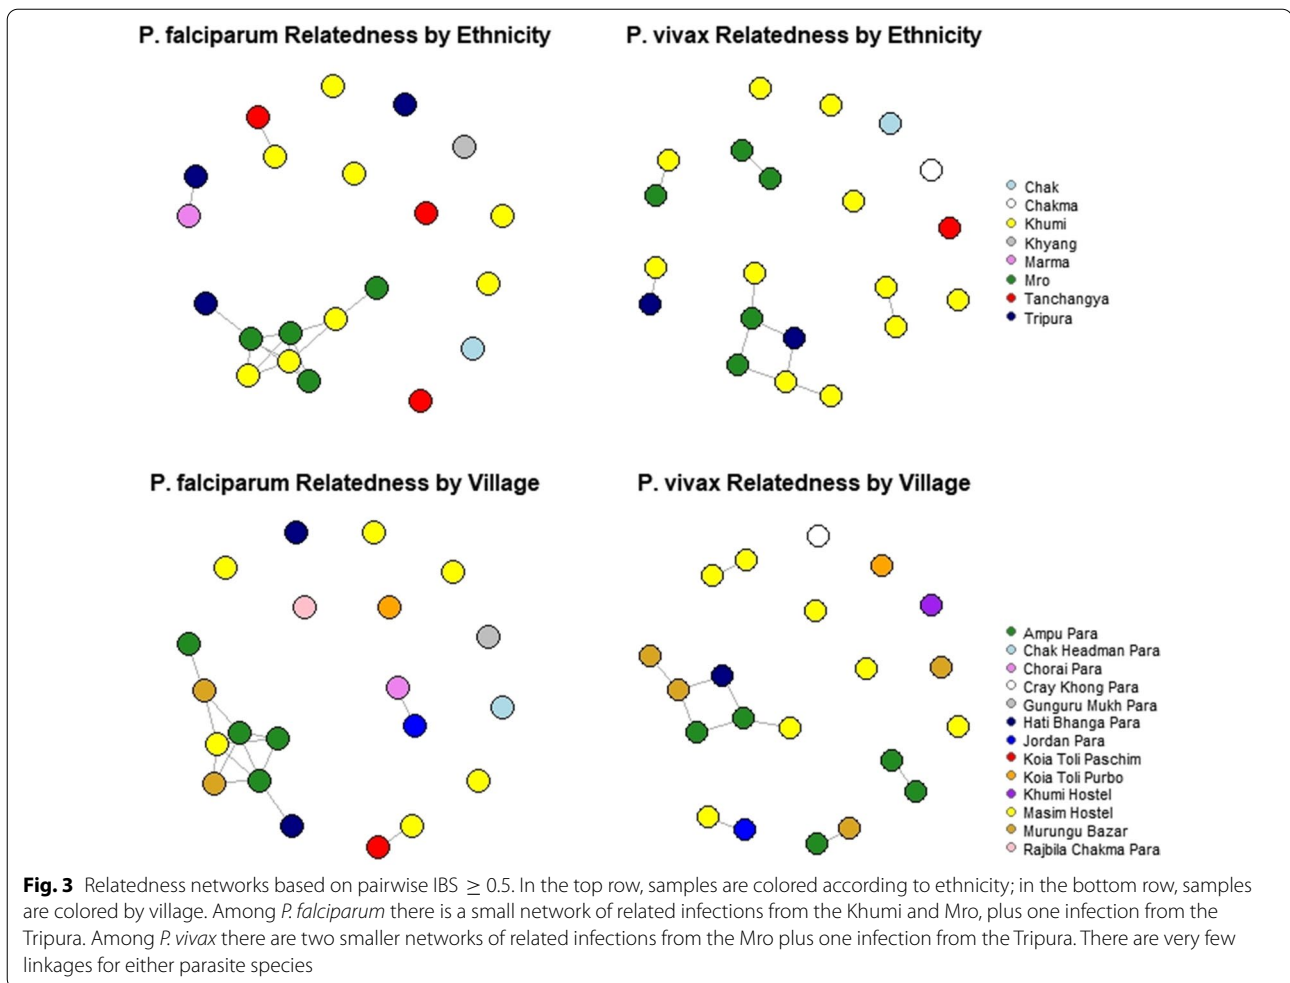 P. falciparum Relatedness by Ethnicity
P. vivax Relatedness by Ethnicity
Chak
Chakma
Khumi
Khyang
Marma
Mro
Tanchangya
Tripura
P. falciparum Relatedness by Village
P. vivax Relatedness by Village
Ampu Para
Chak Headman Para
Chorai Para
Cray Khong Para
Gunguru Mukh Para
Hati Bhanga Para
Jordan Para
Koia Toli Paschim
Koia Toli Purbo
Khumi Hostel
Masim Hostel
Murungu Bazar
Rajbila Chakma Para
Fig. 3 Relatedness networks based on pairwise IBS ≥ 0.5. In the top row, samples are colored according to ethnicity; in the bottom row, samples
are colored by village. Among P. falciparum there is a small network of related infections from the Khumi and Mro, plus one infection from the
Tripura. Among P. vivax there are two smaller networks of related infections from the Mro plus one infection from the Tripura. There are very few
linkages for either parasite species